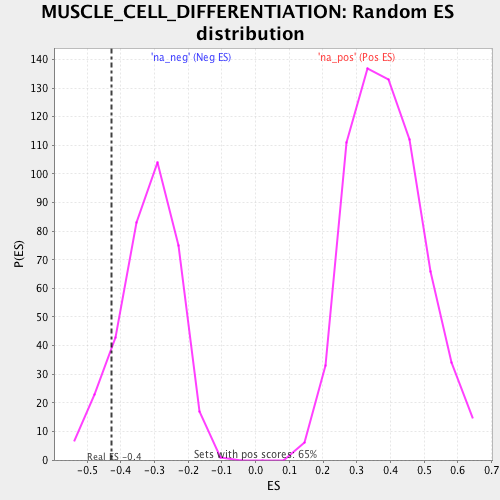 MUSCLE_CELL_DIFFERENTIATION: Random ES
distribution
'na_neg' (Neg ES)
'na_pos' (Pos ES)
140
130
120
110
100
90
80
70
60
50
40
30
20
10
0
P(ES)
Real ES -0.4
Sets with pos scores: 65%
-0.5 -0.4 -0.3 -0.2 -0.1 0.0 0.1 0.2 0.3 0.4 0.5 0.6 0.7
ES